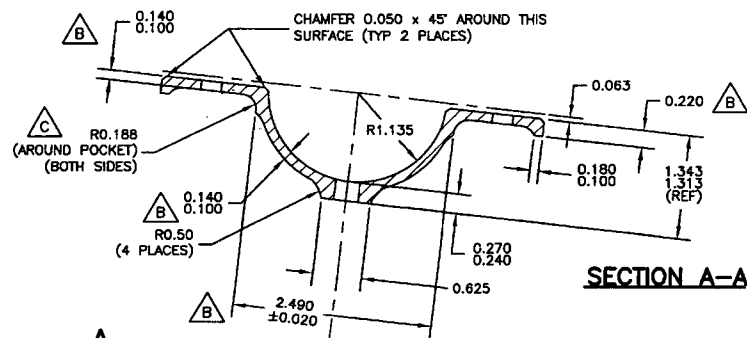 B
0.140
0.100
CHAMFER 0.050 x 45° AROUND THIS
SURFACE (TYP 2 PLACES)
0.063
0.220
B
C
R0.188
(AROUND POCKET)
(BOTH SIDES)
R1.135
0.180
0.100
1.343
1.313
(REF)
B
0.140
0.100
R0.50
(4 PLACES)
0.270
0.240
0.625
SECTION A-A
B
2.490
±0.020
A